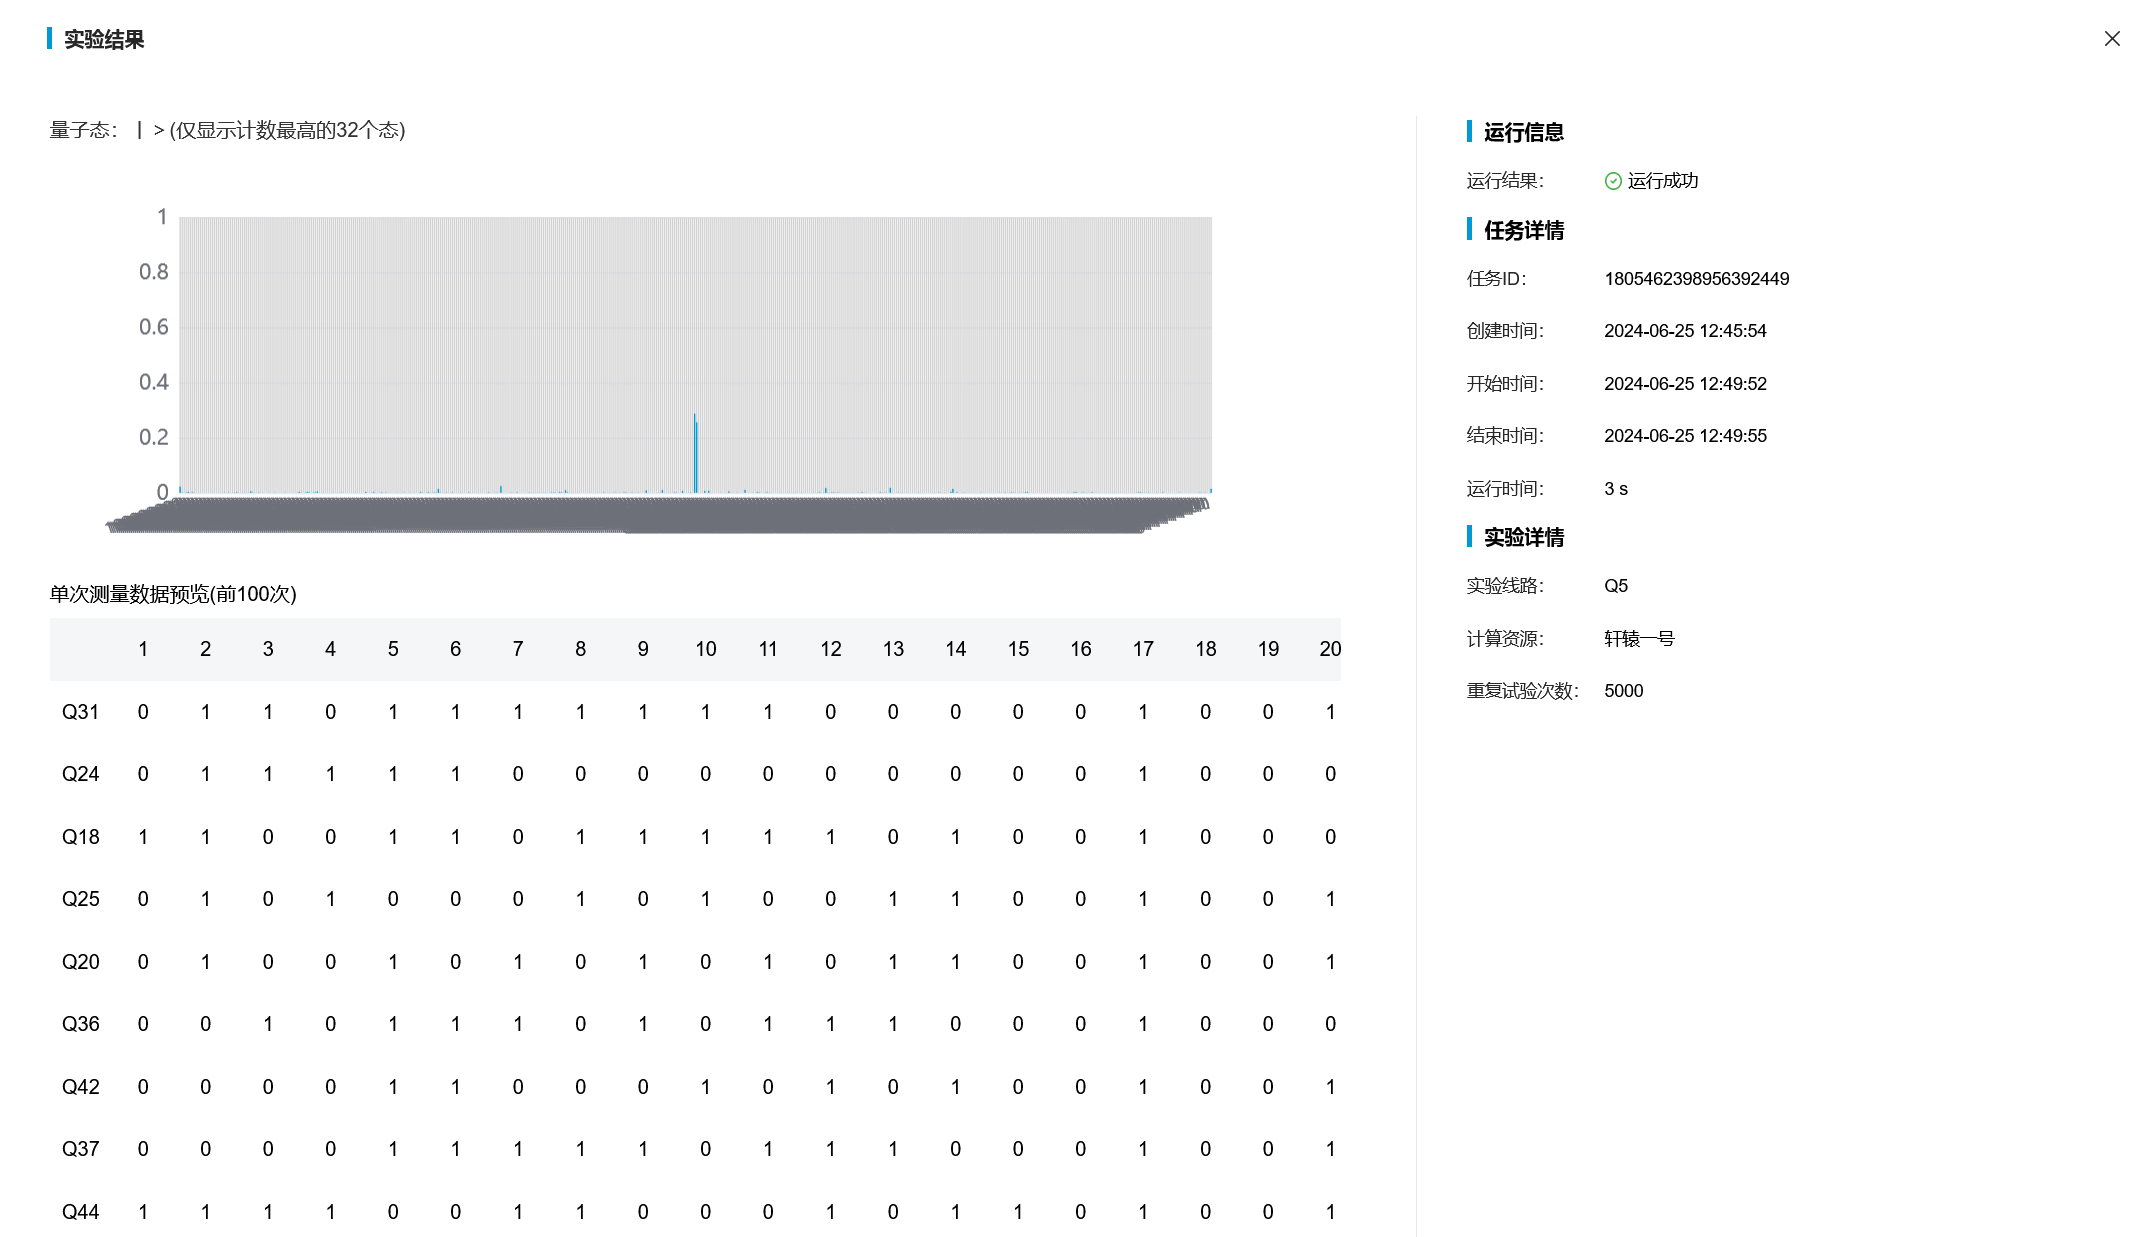 实验结果
量子态： | > (仅显示计数最高的32个态)
1
0.8
0.6
0.4
0.2
0
单次测量数据预览(前100次)
1 2 3 4 5 6 7 8 9 10 11 12 13 14 15 16 17 18 19 20
Q31 0 1 1 0 1 1 1 1 1 1 1 0 0 0 0 0 1 0 0 1
Q24 0 1 1 1 1 1 0 0 0 0 0 0 0 0 0 0 1 0 0 0
Q18 1 1 0 0 1 1 0 1 1 1 1 1 0 1 0 0 1 0 0 0
Q25 0 1 0 1 0 0 0 1 0 1 0 0 1 1 0 0 1 0 0 1
Q20 0 1 0 0 1 0 1 0 1 0 1 0 1 1 0 0 1 0 0 1
Q36 0 0 1 0 1 1 1 0 1 0 1 1 1 0 0 0 1 0 0 0
Q42 0 0 0 0 1 1 0 0 0 1 0 1 0 1 0 0 1 0 0 1
Q37 0 0 0 0 1 1 1 1 1 0 1 1 1 0 0 0 1 0 0 1
Q44 1 1 1 1 0 0 1 1 0 0 0 1 0 1 1 0 1 0 0 1
运行信息
运行结果： 运行成功
任务详情
任务ID： 1805462398956392449
创建时间： 2024-06-25 12:45:54
开始时间： 2024-06-25 12:49:52
结束时间： 2024-06-25 12:49:55
运行时间： 3 s
实验详情
实验线路： Q5
计算资源： 轩辕一号
重复试验次数： 5000